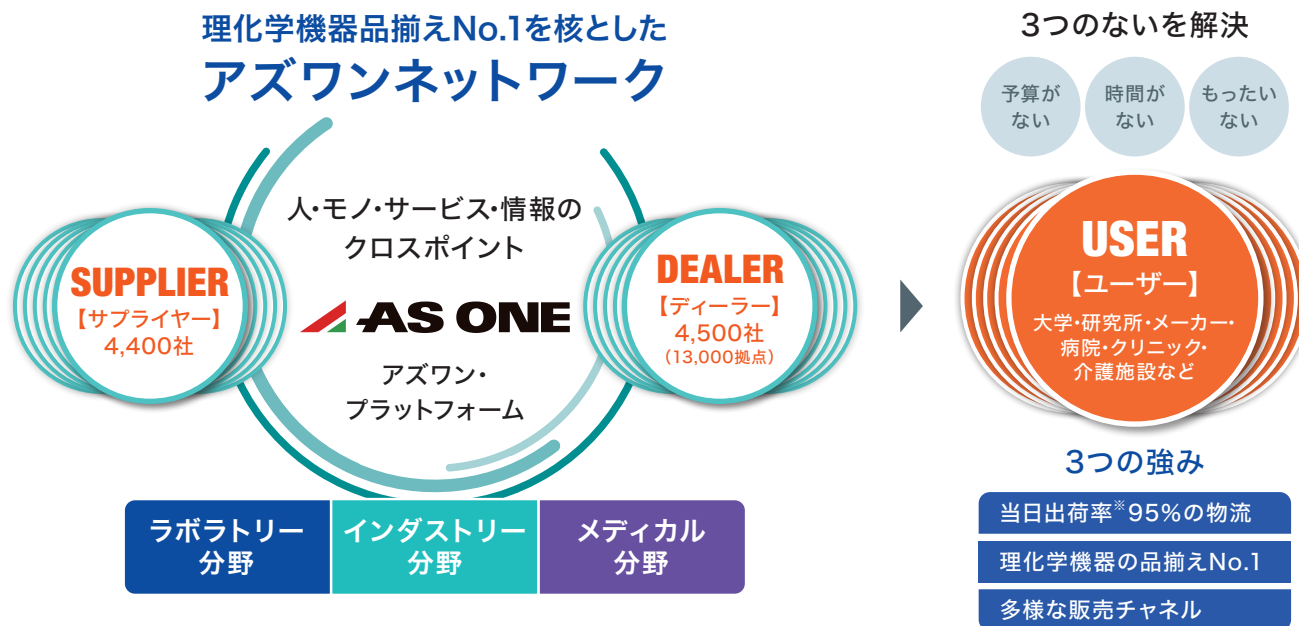 理化学機器品揃えNo.1を核とした
アズワンネットワーク
SUPPLIER
【サプライヤー】
4,400社
人・モノ・サービス・情報の
クロスポイント
AS ONE
アズワン・
プラットフォーム
DEALER
【ディーラー】
4,500社
（13,000拠点）
ラボラトリー
分野
インダストリー
分野
メディカル
分野
3つのないを解決
予算が
ない
時間が
ない
もったい
ない
USER
【ユーザー】
大学・研究所・メーカー・
病院・クリニック・
介護施設など
3つの強み
当日出荷率※95%の物流
理化学機器の品揃えNo.1
多様な販売チャネル